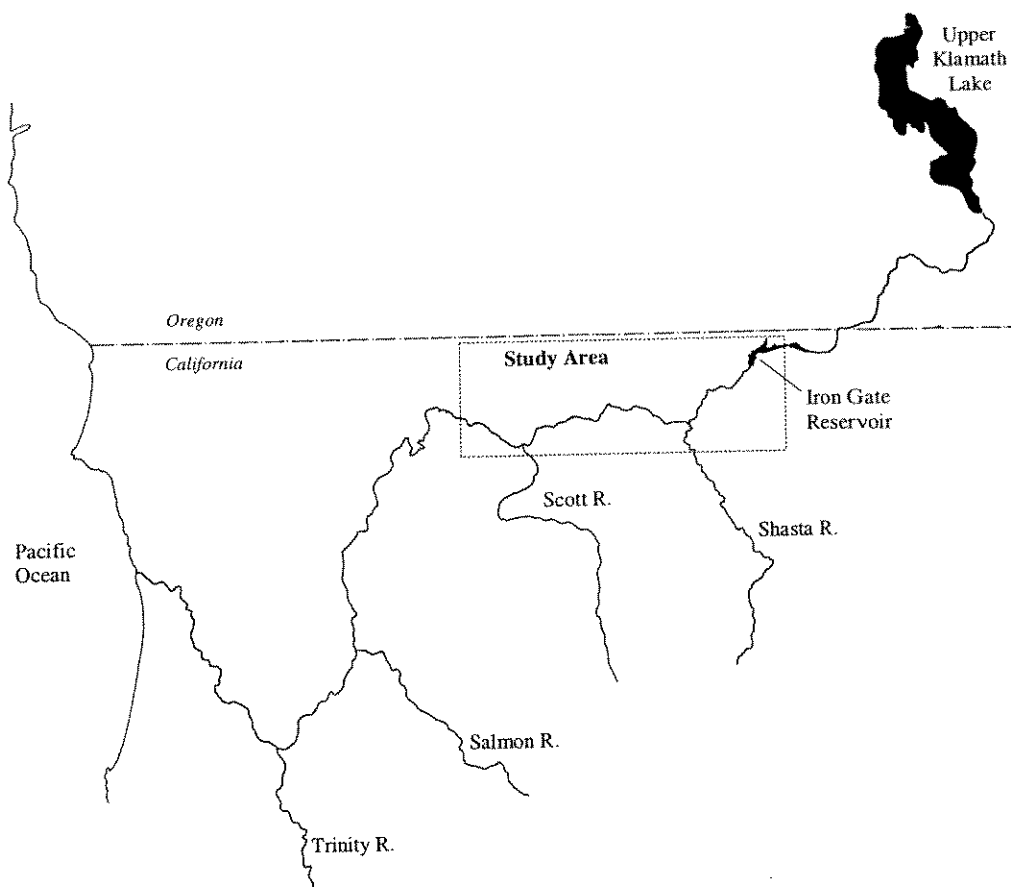 Upper
Klamath
Lake
Oregon
California
Study Area
Iron Gate
Reservoir
Scott R.
Shasta R.
Pacific
Ocean
Salmon R.
Trinity R.